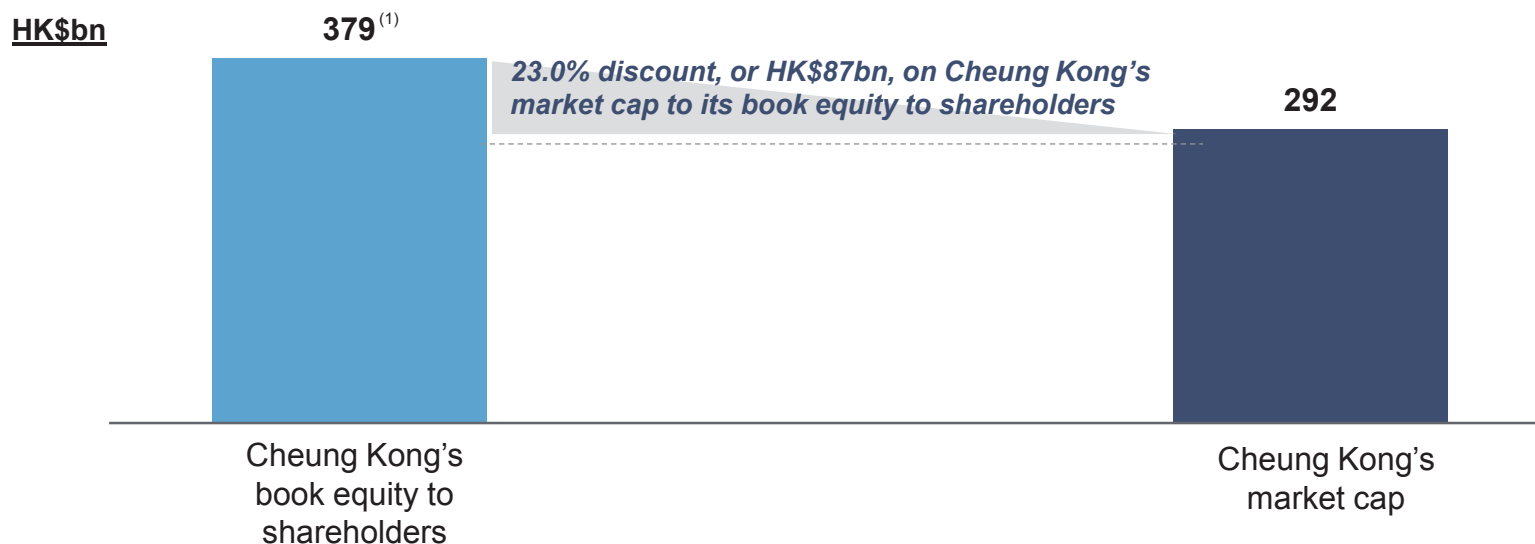 HK$bn
379(1)
23.0% discount, or HK$87bn, on Cheung Kong’s
market cap to its book equity to shareholders
292
Cheung Kong’s
book equity to
shareholders
Cheung Kong’s
market cap